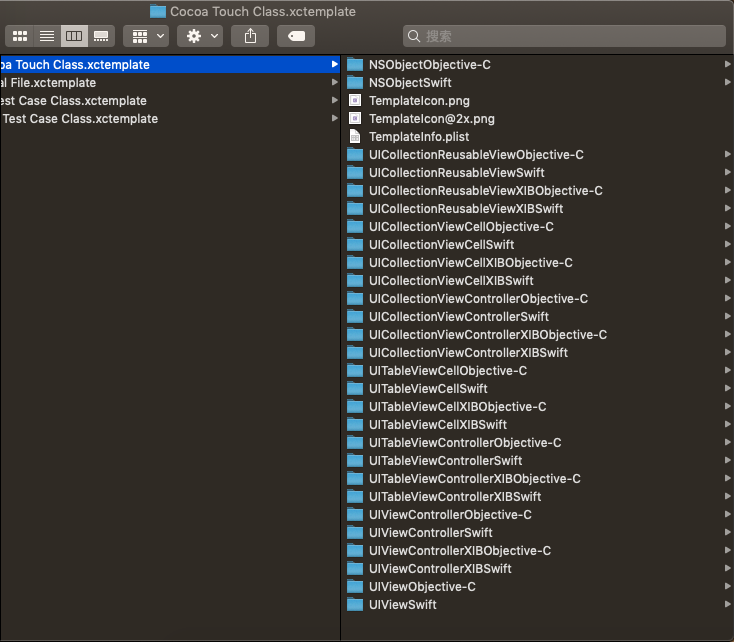 Cocoa Touch Class.xctemplate
搜索
oa Touch Class.xctemplate
al File.xctemplate
est Case Class.xctemplate
Test Case Class.xctemplate
NSObjectObjective-C
NSObjectSwift
TemplateIcon.png
TemplateIcon@2x.png
TemplateInfo.plist
UICollectionReusableViewObjective-C
UICollectionReusableViewSwift
UICollectionReusableViewXIBObjective-C
UICollectionReusableViewXIBSwift
UICollectionViewCellObjective-C
UICollectionViewCellSwift
UICollectionViewCellXIBObjective-C
UICollectionViewCellXIBSwift
UICollectionViewControllerObjective-C
UICollectionViewControllerSwift
UICollectionViewControllerXIBObjective-C
UICollectionViewControllerXIBSwift
UITableViewCellObjective-C
UITableViewCellSwift
UITableViewCellXIBObjective-C
UITableViewCellXIBSwift
UITableViewControllerObjective-C
UITableViewControllerSwift
UITableViewControllerXIBObjective-C
UITableViewControllerXIBSwift
UIViewControllerObjective-C
UIViewControllerSwift
UIViewControllerXIBObjective-C
UIViewControllerXIBSwift
UIViewObjective-C
UIViewSwift